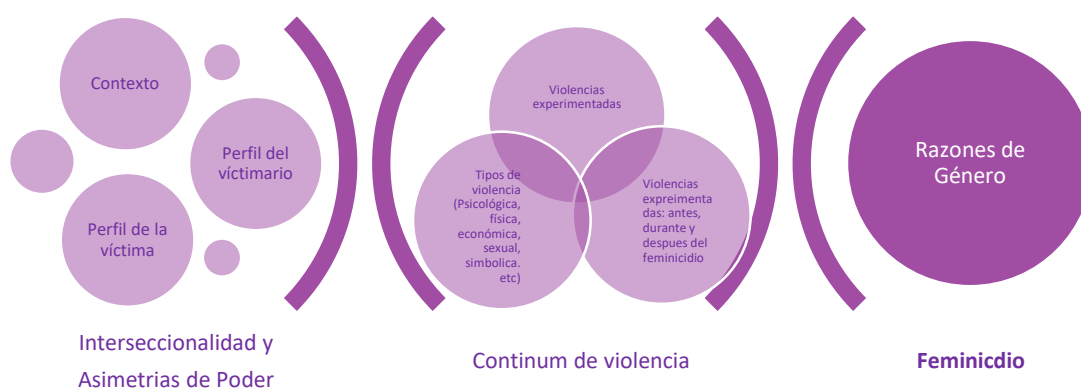 Contexto
Perfil del
víctimario
Perfil de la
víctima
Interseccionalidad y
Asimetrias de Poder
Violencias
experimentadas
Tipos de
violencia
(Psicológica,
física,
económica,
sexual,
simbolica.
etc)
Violencias
expreimenta
das: antes,
durante y
despues del
feminicidio
Continum de violencia
Razones de
Género
Feminicdio